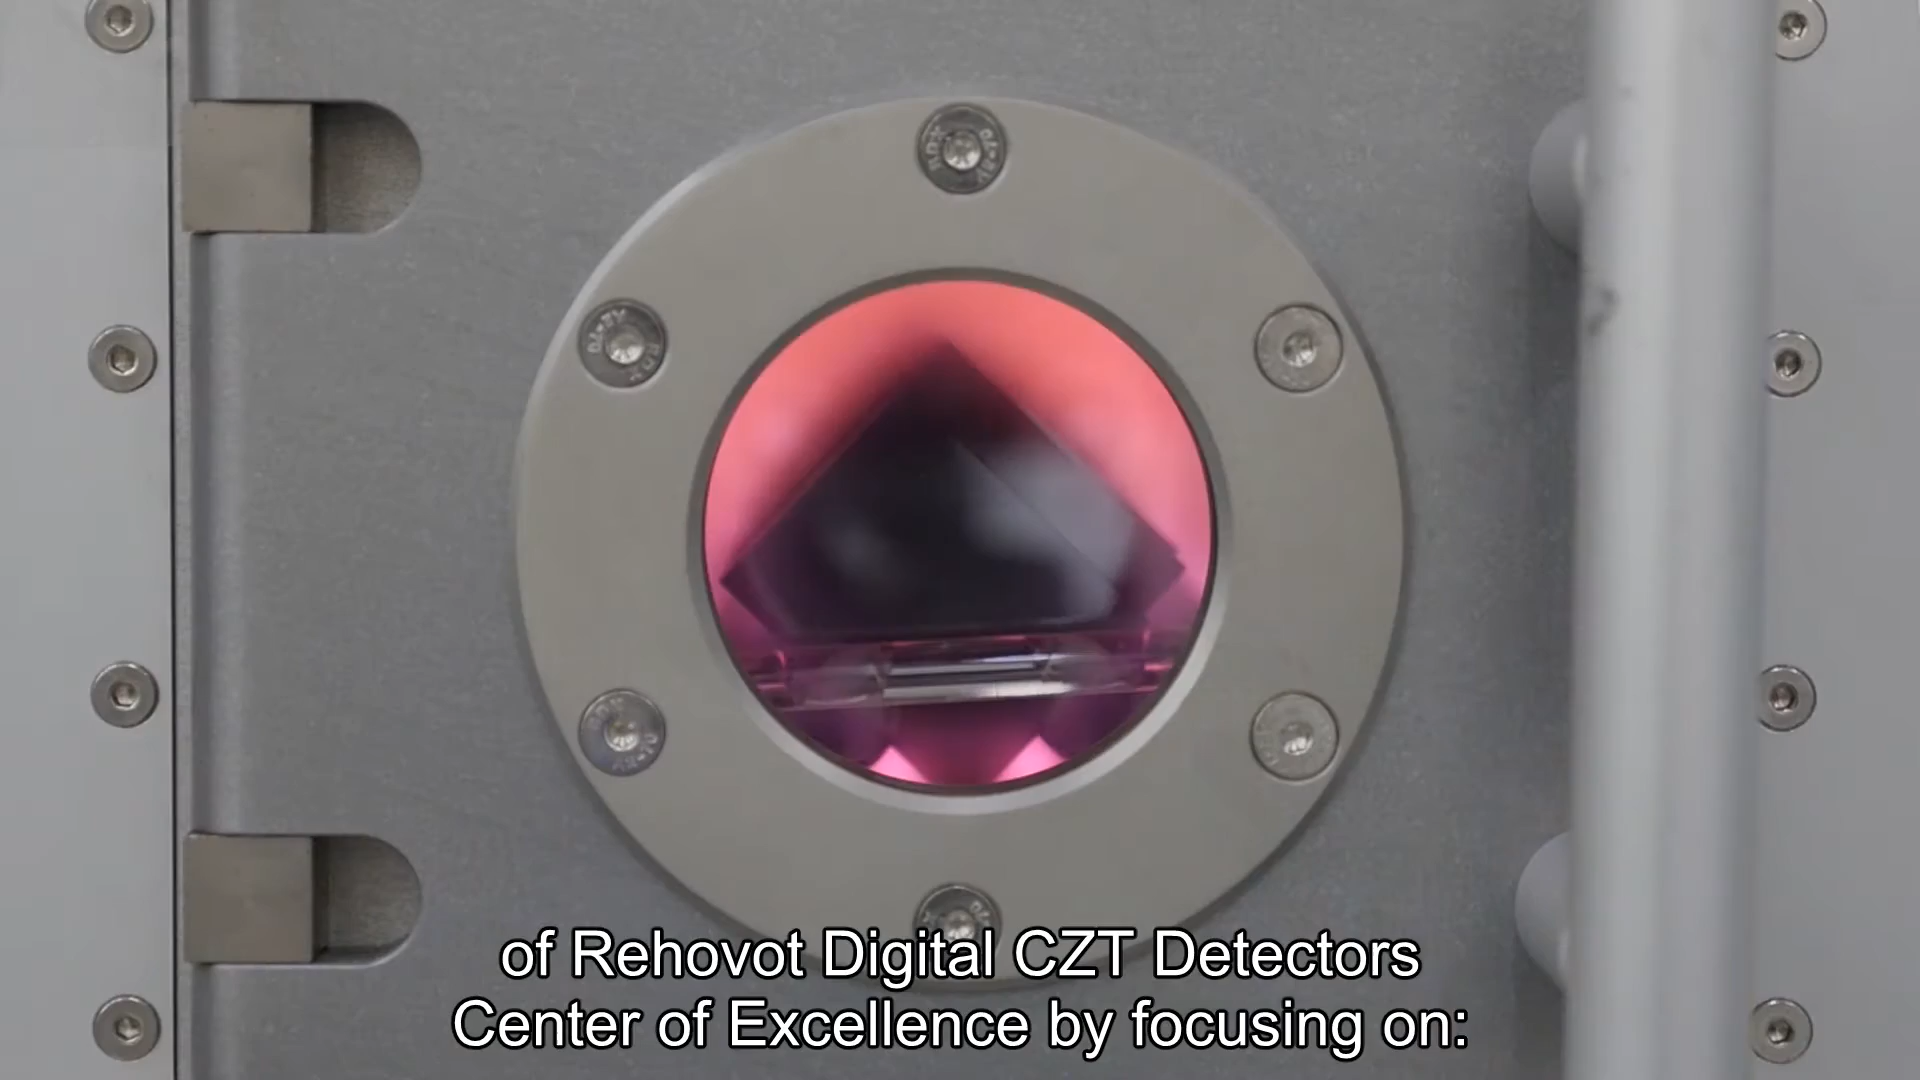 of Rehovot Digital CZT Detectors
Center of Excellence by focusing on: